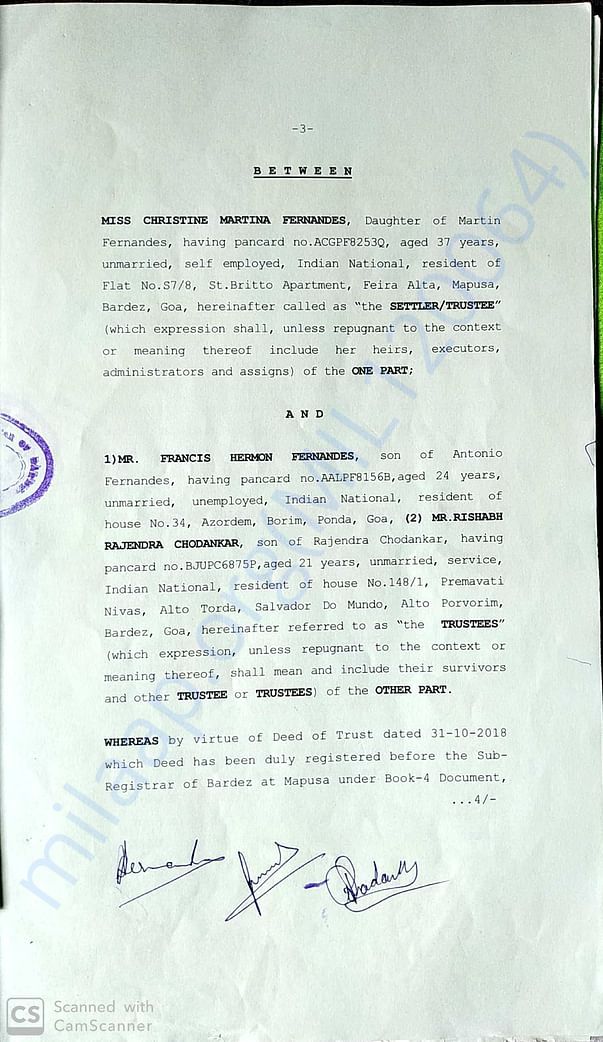 -3-
B E T W E E N
MISS CHRISTINE MARTINA FERNANDES, Daughter of Martin
Fernandes, having pancard no.ACGPF8253Q, aged 37 years,
unmarried, self employed, Indian National, resident of
Flat No.S7/8, St.Britto Apartment, Feira Alta, Mapusa,
Bardez, Goa, hereinafter called as "the SETTLER/TRUSTEE"
(which expression shall, unless repugnant to the context
or meaning thereof include her heirs, executors,
administrators and assigns) of the ONE PART;
A N D
1)MR. FRANCIS HERMON FERNANDES, son of Antonio
Fernandes, having pancard no.AALPF8156B,aged 24 years,
unmarried, unemployed, Indian National, resident of
house No.34, Azordem, Borim, Ponda, Goa, (2) MR.RISHABH
RAJENDRA CHODANKAR, son of Rajendra Chodankar, having
pancard no.BJUPC6875P,aged 21 years, unmarried, service,
Indian National, resident of house No.148/1, Premavati
Nivas, Alto Torda, Salvador Do Mundo, Alto Porvorim,
Bardez, Goa, hereinafter referred to as "the TRUSTEES"
(which expression, unless repugnant to the context or
meaning thereof, shall mean and include their survivors
and other TRUSTEE or TRUSTEES) of the OTHER PART.
WHEREAS by virtue of Deed of Trust dated 31-10-2018
which Deed has been duly registered before the Sub-
Registrar of Bardez at Mapusa under Book-4 Document,
...4/-
CS Scanned with
CamScanner